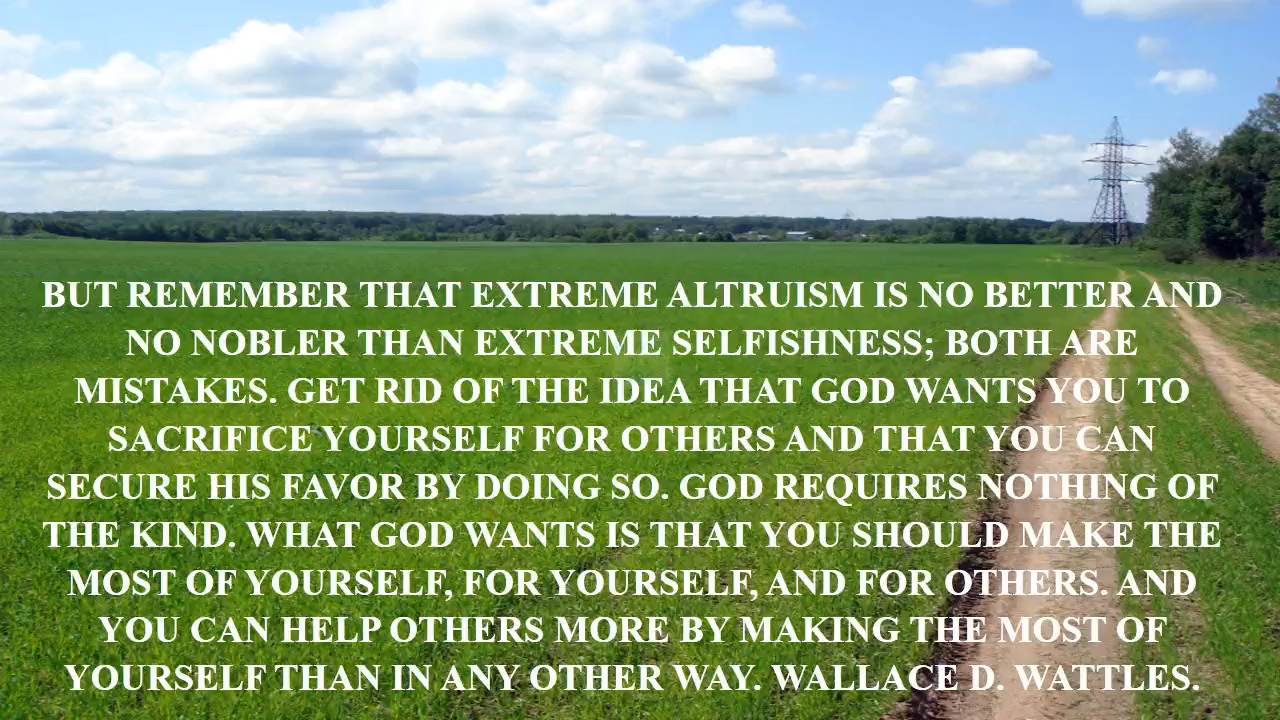 BUT REMEMBER THAT EXTREME ALTRUISM IS NO BETTER AND
NO NOBLER THAN EXTREME SELFISHNESS; BOTH ARE
MISTAKES. GET RID OF THE IDEA THAT GOD WANTS YOU TO
SACRIFICE YOURSELF FOR OTHERS AND THAT YOU CAN
SECURE HIS FAVOR BY DOING SO. GOD REQUIRES NOTHING OF
THE KIND. WHAT GOD WANTS IS THAT YOU SHOULD MAKE THE
MOST OF YOURSELF, FOR YOURSELF, AND FOR OTHERS. AND
YOU CAN HELP OTHERS MORE BY MAKING THE MOST OF
YOURSELF THAN IN ANY OTHER WAY. WALLACE D. WATTLES.